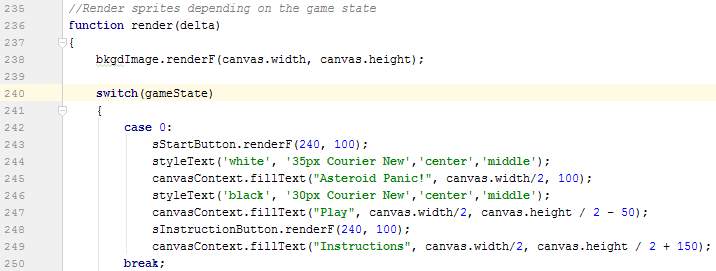 235 //Render sprites depending on the game state
236 function render(delta)
237 {
238 bkgdImage.renderF(canvas.width, canvas.height);
239
240 switch(gameState)
241 {
242 case 0:
243 sStartButton.renderF(240, 100);
244 styleText('white', '35px Courier New','center','middle');
245 canvasContext.fillText("Asteroid Panic!", canvas.width/2, 100);
246 styleText('black', '30px Courier New','center','middle');
247 canvasContext.fillText("Play", canvas.width/2, canvas.height / 2 - 50);
248 sInstructionButton.renderF(240, 100);
249 canvasContext.fillText("Instructions", canvas.width/2, canvas.height / 2 + 150);
250 break;